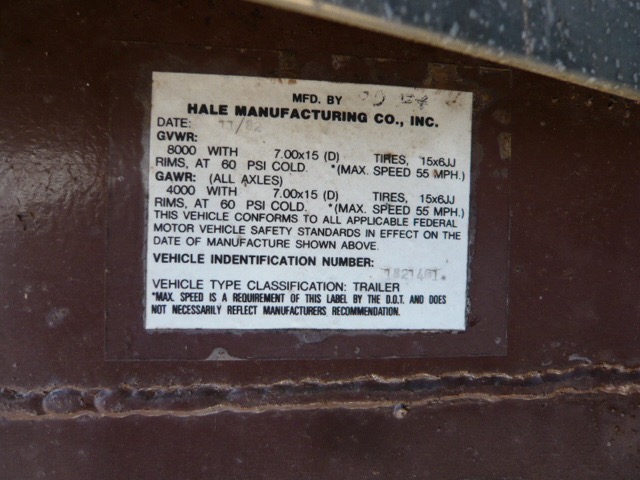 MFD. BY
HALE MANUFACTURING CO., INC.
DATE: 11/82
GVWR:
8000 WITH 7.00x15 (D) TIRES, 15x6JJ
RIMS, AT 60 PSI COLD. *(MAX. SPEED 55 MPH.)
GAWR: (ALL AXLES)
4000 WITH 7.00x15 (D) TIRES, 15x6JJ
RIMS, AT 60 PSI COLD. *(MAX. SPEED 55 MPH.)
THIS VEHICLE CONFORMS TO ALL APPLICABLE FEDERAL
MOTOR VEHICLE SAFETY STANDARDS IN EFFECT ON THE
DATE OF MANUFACTURE SHOWN ABOVE.
VEHICLE INDENTIFICATION NUMBER:
VEHICLE TYPE CLASSIFICATION: TRAILER
*MAX. SPEED IS A REQUIREMENT OF THIS LABEL BY THE D.O.T. AND DOES
NOT NECESSARILY REFLECT MANUFACTURERS RECOMMENDATION.